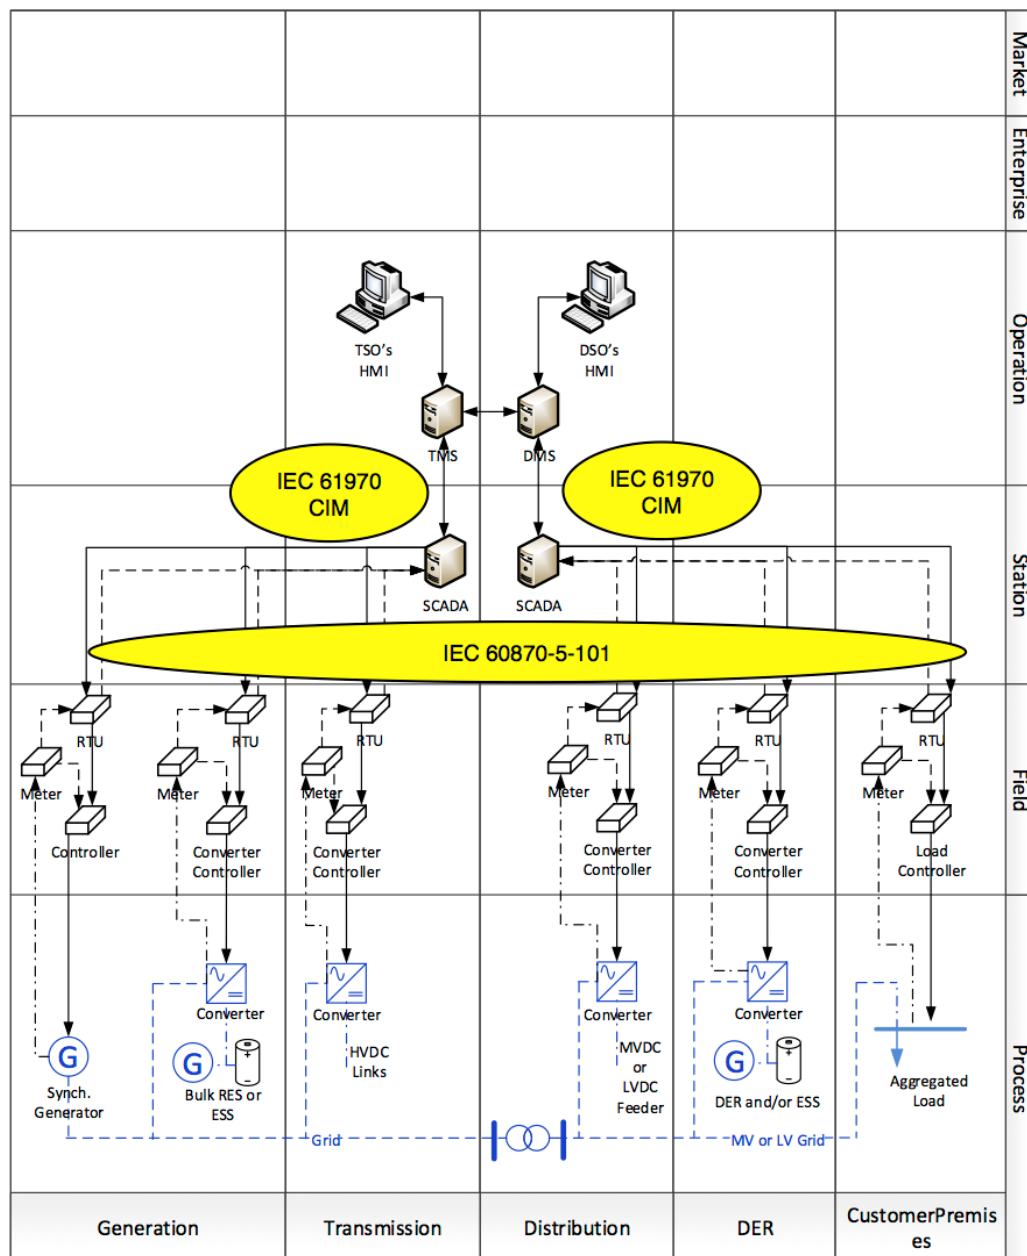 Market
Enterprise
Operation
TSO's
HMI
DSO's
HMI
TMS
DMS
IEC 61970
CIM
IEC 61970
CIM
Station
SCADA
SCADA
IEC 60870-5-101
Field
RTU
RTU
RTU
RTU
RTU
RTU
Meter
Meter
Meter
Meter
Meter
Meter
Controller
Converter
Controller
Converter
Controller
Converter
Controller
Converter
Controller
Load
Controller
Process
Converter
Converter
Converter
Converter
G
Synch.
Generator
G
Bulk RES or
ESS
HVDC
Links
MVDC
or
LVDC
Feeder
G
DER and/or ESS
Aggregated
Load
Grid
MV or LV Grid
Generation
Transmission
Distribution
DER
CustomerPremis
es